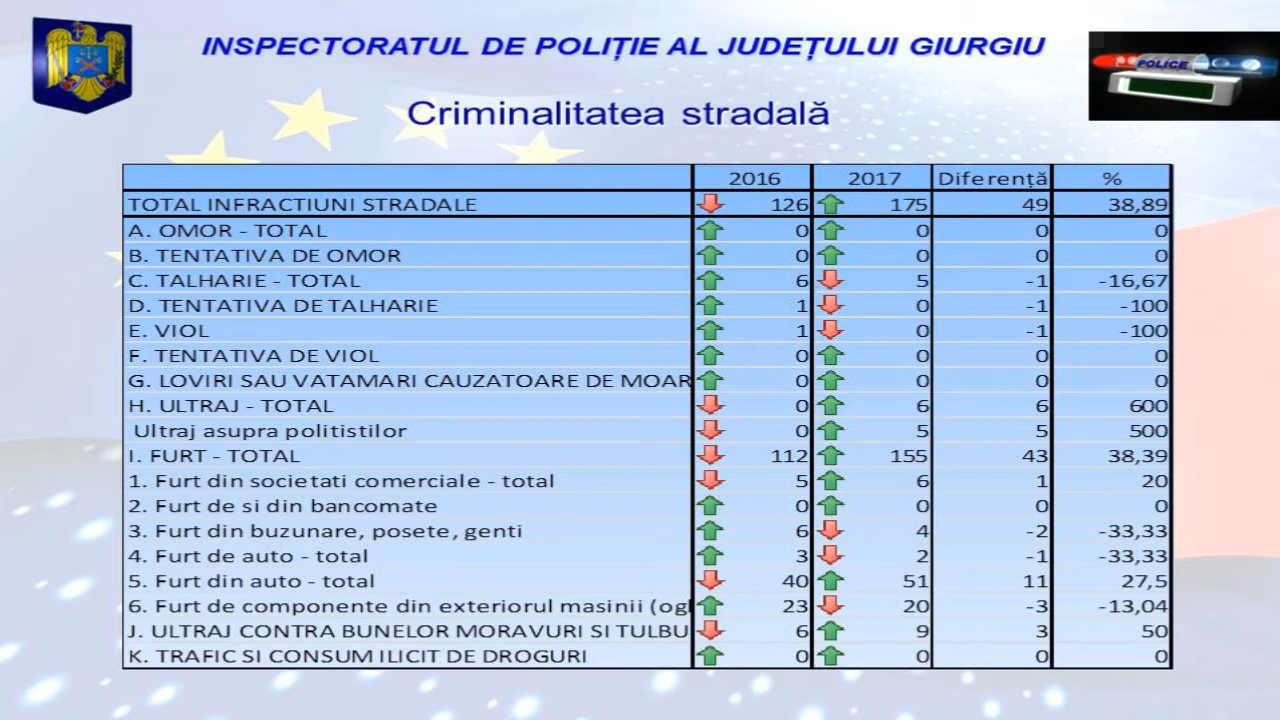 INSPECTORATUL DE POLIȚIE AL JUDEȚULUI GIURGIU
POLICE
Criminalitatea stradală
2016 2017 Diferență %
TOTAL INFRACTIUNI STRADALE 126 175 49 38,89
A. OMOR - TOTAL 0 0 0 0
B. TENTATIVA DE OMOR 0 0 0 0
C. TALHARIE - TOTAL 6 5 -1 -16,67
D. TENTATIVA DE TALHARIE 1 0 -1 -100
E. VIOL 1 0 -1 -100
F. TENTATIVA DE VIOL 0 0 0 0
G. LOVIRI SAU VATAMARI CAUZATOARE DE MOAR 0 0 0 0
H. ULTRAJ - TOTAL 0 6 6 600
Ultraj asupra politistilor 0 5 5 500
I. FURT - TOTAL 112 155 43 38,39
1. Furt din societati comerciale - total 5 6 1 20
2. Furt de si din bancomate 0 0 0 0
3. Furt din buzunare, posete, genti 6 4 -2 -33,33
4. Furt de auto - total 3 2 -1 -33,33
5. Furt din auto - total 40 51 11 27,5
6. Furt de componente din exteriorul masinii (ogl 23 20 -3 -13,04
J. ULTRAJ CONTRA BUNELOR MORAVURI SI TULBU 6 9 3 50
K. TRAFIC SI CONSUM ILICIT DE DROGURI 0 0 0 0